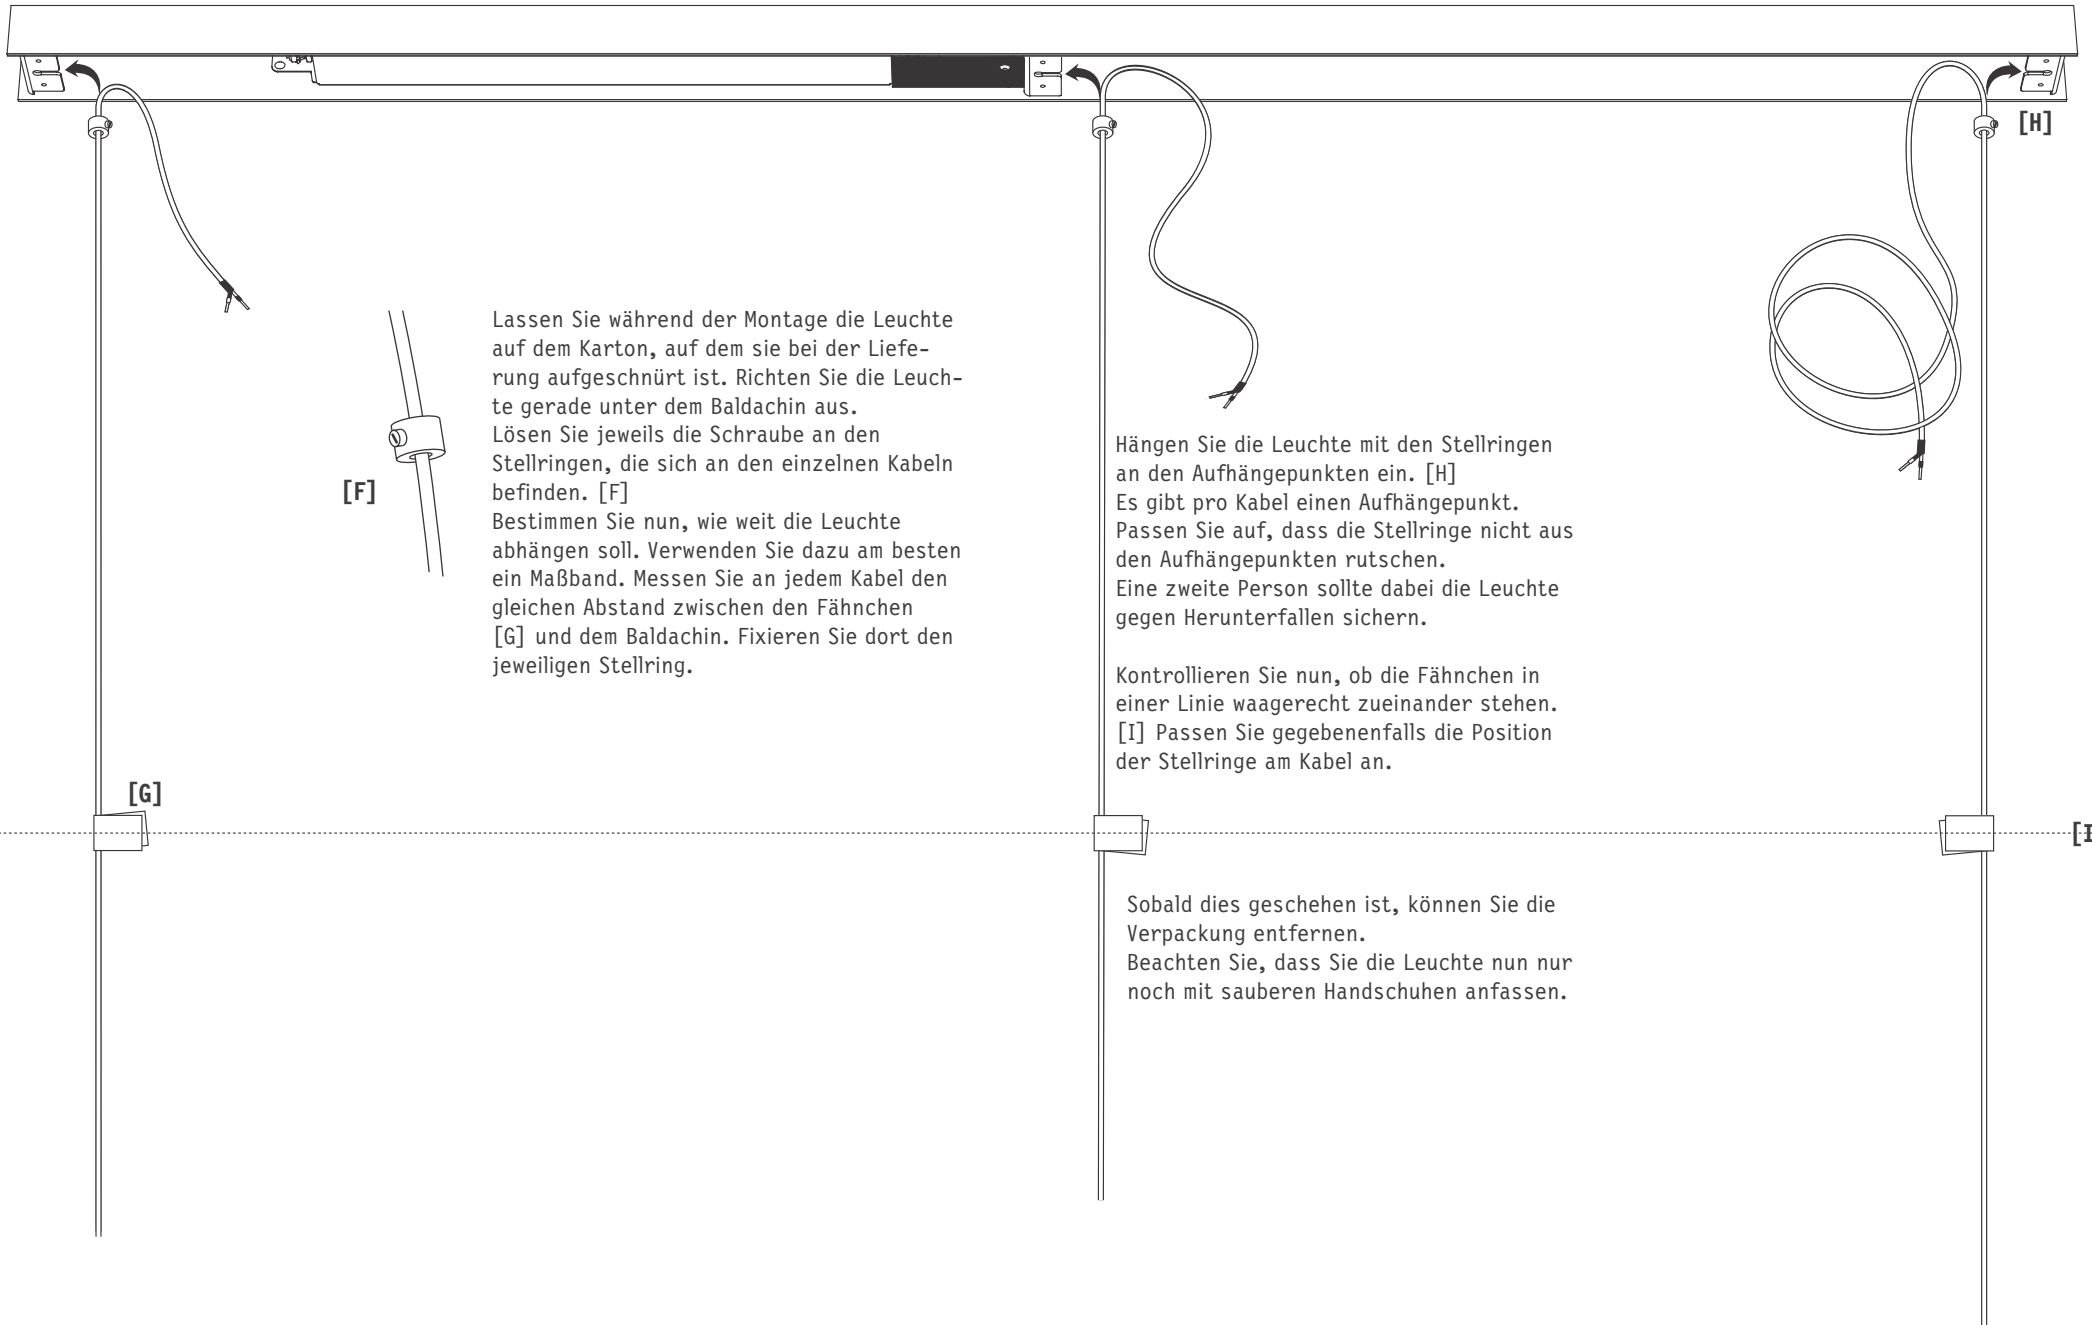 [H]
Lassen Sie während der Montage die Leuchte
auf dem Karton, auf dem sie bei der Liefe-
rung aufgeschnürt ist. Richten Sie die Leuch-
te gerade unter dem Baldachin aus.
Lösen Sie jeweils die Schraube an den
Stellringen, die sich an den einzelnen Kabeln
befinden. [F]
Bestimmen Sie nun, wie weit die Leuchte
abhängen soll. Verwenden Sie dazu am besten
ein Maßband. Messen Sie an jedem Kabel den
gleichen Abstand zwischen den Fähnchen
[G] und dem Baldachin. Fixieren Sie dort den
jeweiligen Stellring.
[F]
Hängen Sie die Leuchte mit den Stellringen
an den Aufhängepunkten ein. [H]
Es gibt pro Kabel einen Aufhängepunkt.
Passen Sie auf, dass die Stellringe nicht aus
den Aufhängepunkten rutschen.
Eine zweite Person sollte dabei die Leuchte
gegen Herunterfallen sichern.
Kontrollieren Sie nun, ob die Fähnchen in
einer Linie waagerecht zueinander stehen.
[I] Passen Sie gegebenenfalls die Position
der Stellringe am Kabel an.
[G]
[I
Sobald dies geschehen ist, können Sie die
Verpackung entfernen.
Beachten Sie, dass Sie die Leuchte nun nur
noch mit sauberen Handschuhen anfassen.